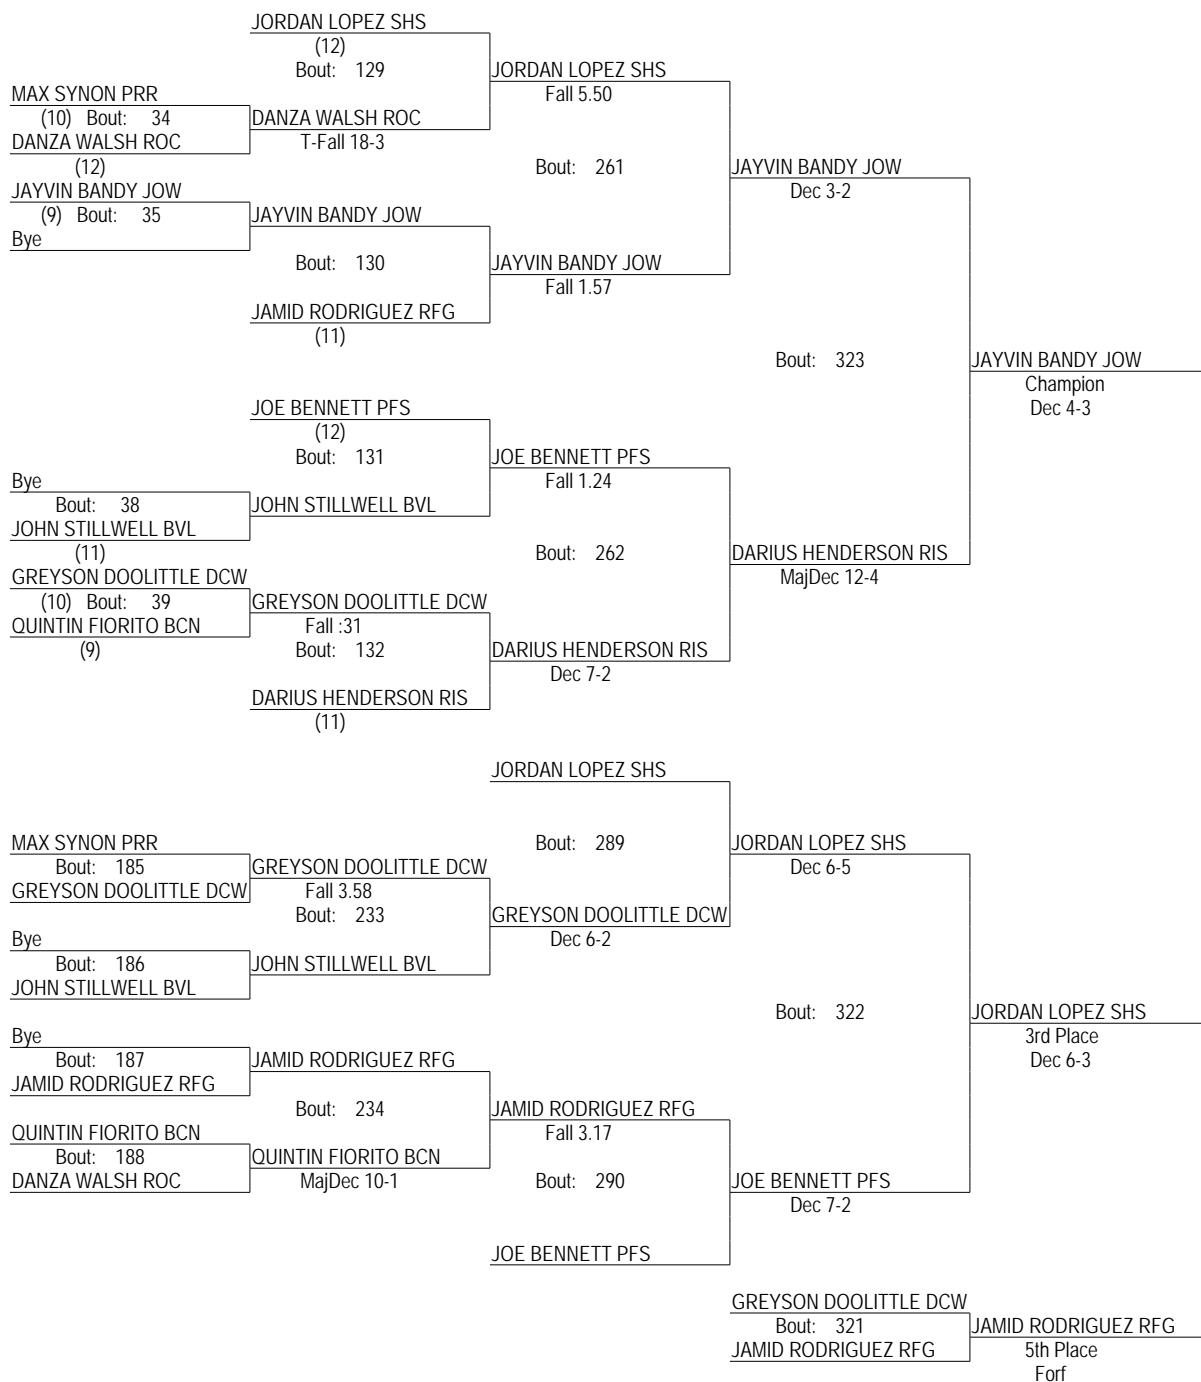 JORDAN LOPEZ SHS
(12)
Bout: 129
JORDAN LOPEZ SHS
Fall 5.50
MAX SYNON PRR
(10) Bout: 34
DANZA WALSH ROC
DANZA WALSH ROC
T-Fall 18-3
(12)
Bout: 261
JAYVIN BANDY JOW
Dec 3-2
JAYVIN BANDY JOW
(9) Bout: 35
JAYVIN BANDY JOW
Bye
Bout: 130
JAYVIN BANDY JOW
Fall 1.57
JAMID RODRIGUEZ RFG
(11)
Bout: 323
JAYVIN BANDY JOW
Champion
Dec 4-3
JOE BENNETT PFS
(12)
Bout: 131
JOE BENNETT PFS
Fall 1.24
Bye
Bout: 38
JOHN STILLWELL BVL
JOHN STILLWELL BVL
(11)
Bout: 262
DARIUS HENDERSON RIS
MajDec 12-4
GREYSON DOOLITTLE DCW
(10) Bout: 39
GREYSON DOOLITTLE DCW
Fall :31
QUINTIN FIORITO BCN
(9)
Bout: 132
DARIUS HENDERSON RIS
Dec 7-2
DARIUS HENDERSON RIS
(11)
JORDAN LOPEZ SHS
Bout: 289
JORDAN LOPEZ SHS
Dec 6-5
MAX SYNON PRR
Bout: 185
GREYSON DOOLITTLE DCW
GREYSON DOOLITTLE DCW
Fall 3.58
Bout: 233
GREYSON DOOLITTLE DCW
Dec 6-2
Bye
Bout: 186
JOHN STILLWELL BVL
JOHN STILLWELL BVL
Bout: 322
JORDAN LOPEZ SHS
3rd Place
Dec 6-3
Bye
Bout: 187
JAMID RODRIGUEZ RFG
JAMID RODRIGUEZ RFG
Bout: 234
JAMID RODRIGUEZ RFG
Fall 3.17
QUINTIN FIORITO BCN
Bout: 188
QUINTIN FIORITO BCN
MajDec 10-1
DANZA WALSH ROC
Bout: 290
JOE BENNETT PFS
Dec 7-2
JOE BENNETT PFS
GREYSON DOOLITTLE DCW
Bout: 321
JAMID RODRIGUEZ RFG
JAMID RODRIGUEZ RFG
5th Place
Forf